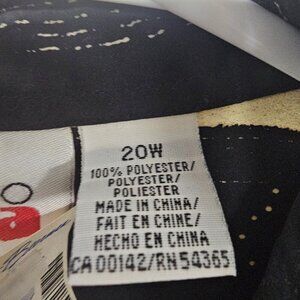 20W
100% POLYESTER/
POLYESTER/
POLIESTER
MADE IN CHINA/
FAIT EN CHINE/
HECHO EN CHINA
CA 00142/RN 54365